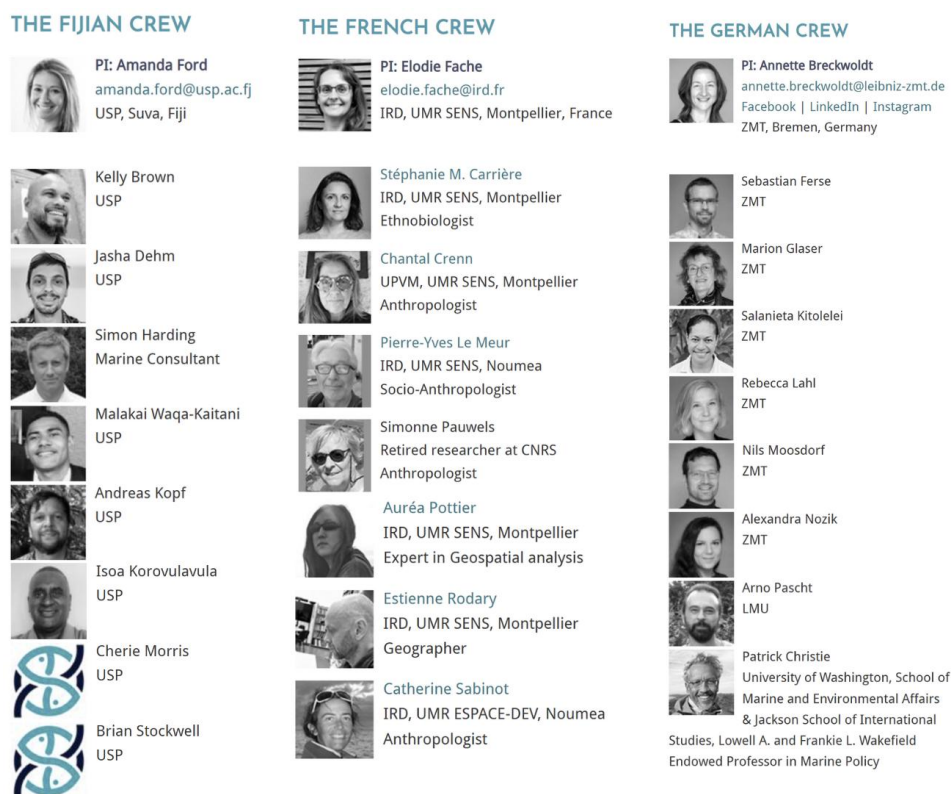 THE FIJIAN CREW
PI: Amanda Ford
amanda.ford@usp.ac.fj
USP, Suva, Fiji
Kelly Brown
USP
Jasha Dehm
USP
Simon Harding
Marine Consultant
Malakai Waqa-Kaitani
USP
Andreas Kopf
USP
Isoa Korovulavula
USP
Cherie Morris
USP
Brian Stockwell
USP
THE FRENCH CREW
PI: Elodie Fache
elodie.fache@ird.fr
IRD, UMR SENS, Montpellier, France
Stéphanie M. Carrière
IRD, UMR SENS, Montpellier
Ethnobiologist
Chantal Crenn
UPVM, UMR SENS, Montpellier
Anthropologist
Pierre-Yves Le Meur
IRD, UMR SENS, Noumea
Socio-Anthropologist
Simonne Pauwels
Retired researcher at CNRS
Anthropologist
Auréa Pottier
IRD, UMR SENS, Montpellier
Expert in Geospatial analysis
Estienne Rodary
IRD, UMR SENS, Montpellier
Geographer
Catherine Sabinot
IRD, UMR ESPACE-DEV, Noumea
Anthropologist
THE GERMAN CREW
PI: Annette Breckwoldt
annette.breckwoldt@leibniz-zmt.de
Facebook | LinkedIn | Instagram
ZMT, Bremen, Germany
Sebastian Ferse
ZMT
Marion Glaser
ZMT
Salanieta Kitolelei
ZMT
Rebecca Lahl
ZMT
Nils Moosdorf
ZMT
Alexandra Nozik
ZMT
Arno Pascht
LMU
Patrick Christie
University of Washington, School of
Marine and Environmental Affairs
& Jackson School of International
Studies, Lowell A. and Frankie L. Wakefield
Endowed Professor in Marine Policy